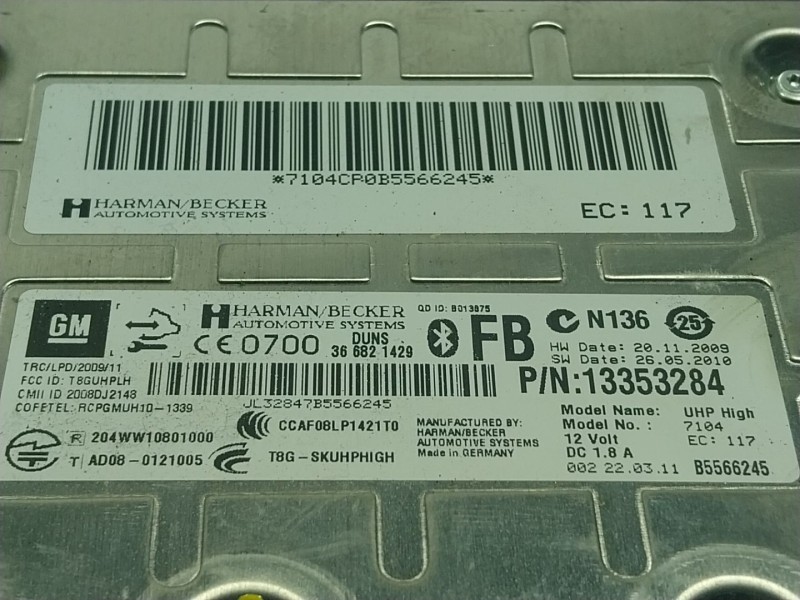 *7104CP0B5566245*
HARMAN/BECKER
AUTOMOTIVE SYSTEMS
EC: 117
GM
HARMAN/BECKER
AUTOMOTIVE SYSTEMS
QD ID: B013875
FB
N136
25
CE0700
DUNS
36 682 1429
HW Date: 20.11.2009
SW Date: 26.05.2010
TRC/LPD/2009/11
FCC ID: T8GUHPLH
CMII ID 2008DJ2148
COFETEL: RCPGMUH10-1339
P/N:13353284
JL32847B5566245
R 204WW10801000
T AD08-0121005
CCAF08LP1421T0
T8G-SKUHPHIGH
MANUFACTURED BY:
HARMAN/BECKER
AUTOMOTIVE SYSTEMS
Made in GERMANY
Model Name: UHP High
Model No.: 7104
12 Volt EC: 117
DC 1.8 A
002 22.03.11 B5566245